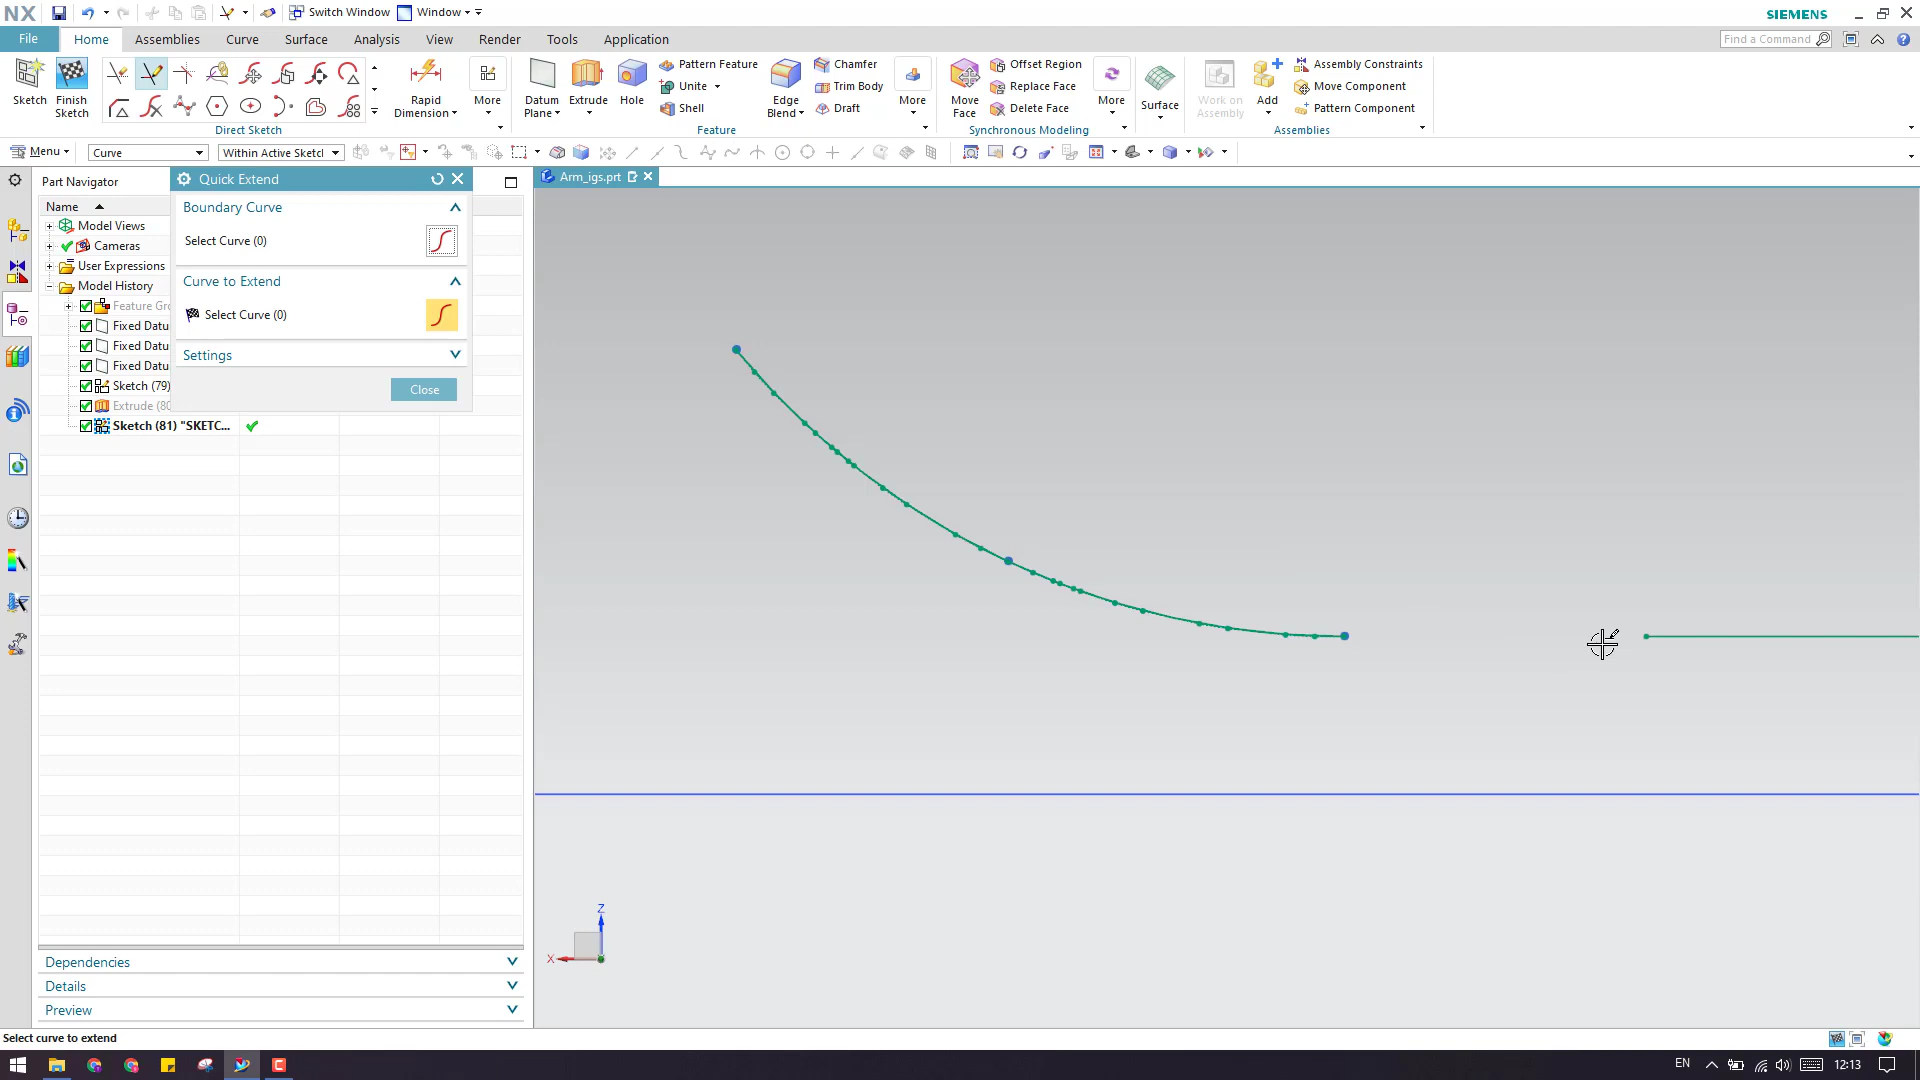 NX
Switch Window
Window
SIEMENS
File
Home
Assemblies
Curve
Surface
Analysis
View
Render
Tools
Application
Find a Command
Sketch
Finish Sketch
Direct Sketch
Rapid Dimension
More
Datum Plane
Extrude
Hole
Pattern Feature
Unite
Shell
Edge Blend
Chamfer
Trim Body
Draft
More
Feature
Move Face
Offset Region
Replace Face
Delete Face
More
Synchronous Modeling
Surface
Work on Assembly
Add
Assembly Constraints
Move Component
Pattern Component
Assemblies
Menu
Curve
Within Active Sketcl
Part Navigator
Name
Model Views
Cameras
User Expressions
Model History
Feature Gr
Fixed Datu
Fixed Datu
Fixed Datu
Sketch (79)
Extrude (80
Sketch (81) "SKETC...
Quick Extend
Boundary Curve
Select Curve (0)
Curve to Extend
Select Curve (0)
Settings
Close
Arm_igs.prt
Z
X
Dependencies
Details
Preview
Select curve to extend
EN
12:13